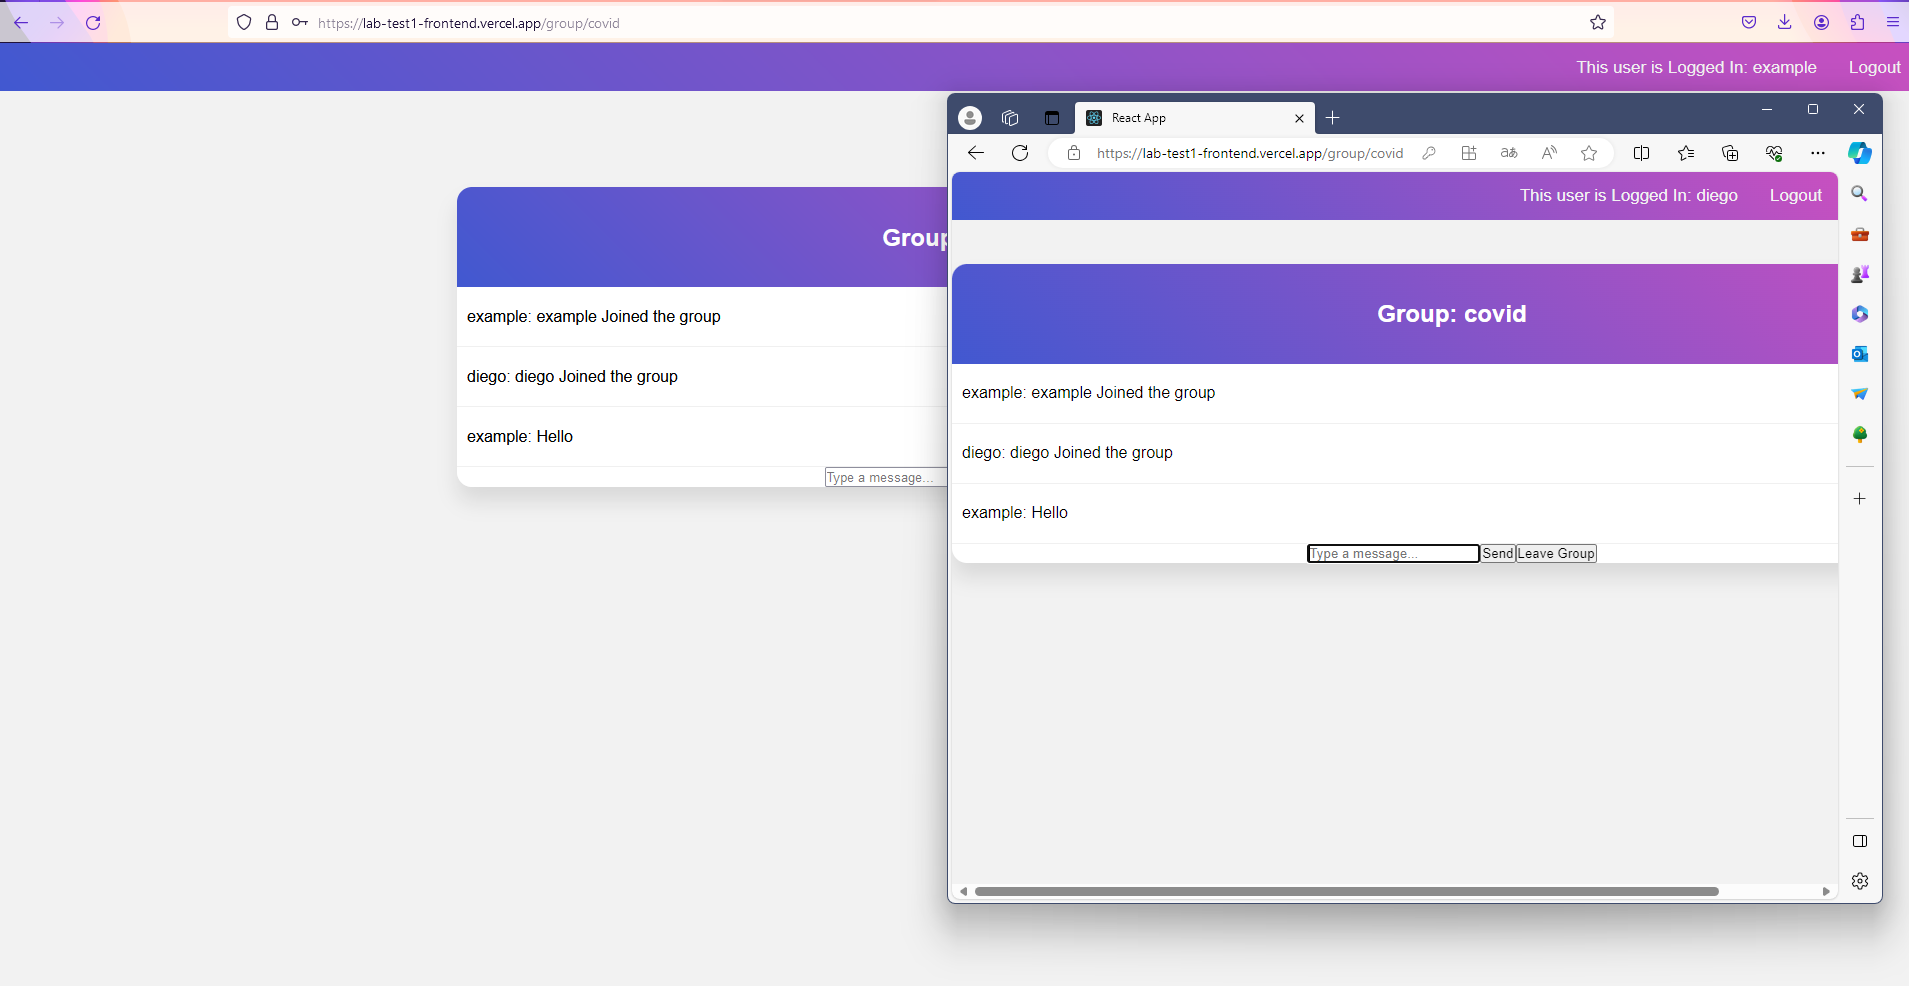 https://lab-test1-frontend.vercel.app/group/covid
This user is Logged In: example Logout
Group
example: example Joined the group
diego: diego Joined the group
example: Hello
Type a message...
React App
https://lab-test1-frontend.vercel.app/group/covid
This user is Logged In: diego Logout
Group: covid
example: example Joined the group
diego: diego Joined the group
example: Hello
Type a message... Send Leave Group